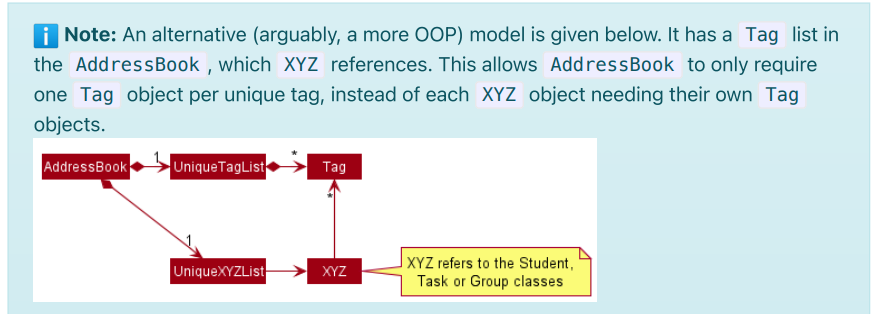 i Note: An alternative (arguably, a more OOP) model is given below. It has a Tag list in
the AddressBook , which XYZ references. This allows AddressBook to only require
one Tag object per unique tag, instead of each XYZ object needing their own Tag
objects.
AddressBook 1 UniqueTagList * Tag
*
1
UniqueXYZList XYZ
XYZ refers to the Student,
Task or Group classes